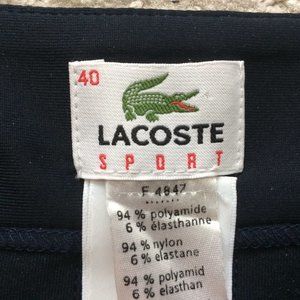 40
LACOSTE
SPORT
F 4847
94 % polyamide
6 % élasthanne
94 % nylon
6 % elastane
94 % polyamid
6 % elasthan